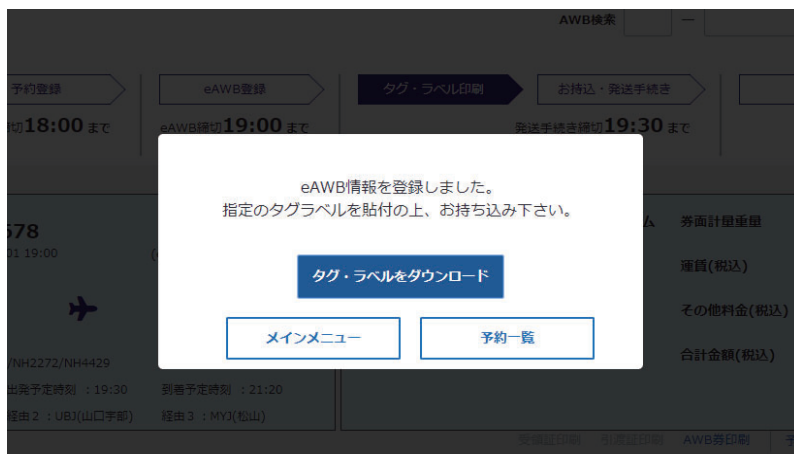 AWB検索 ―
予約登録
eAWB登録
タグ・ラベル印刷
お持込・発送手続き
切18:00 まで
eAWB締切19:00 まで
発送手続き締切19:30 まで
eAWB情報を登録しました。
指定のタグラベルを貼付の上、お持ち込み下さい。
タグ・ラベルをダウンロード
メインメニュー
予約一覧
678
01 19:00
ム
券面計量重量
運賃(税込)
その他料金(税込)
合計金額(税込)
/NH2272/NH4429
出発予定時刻 ：19:30
到着予定時刻 ：21:20
経由2 ：UBJ(山口宇部)
経由3 ：MYJ(松山)
AWB券印刷